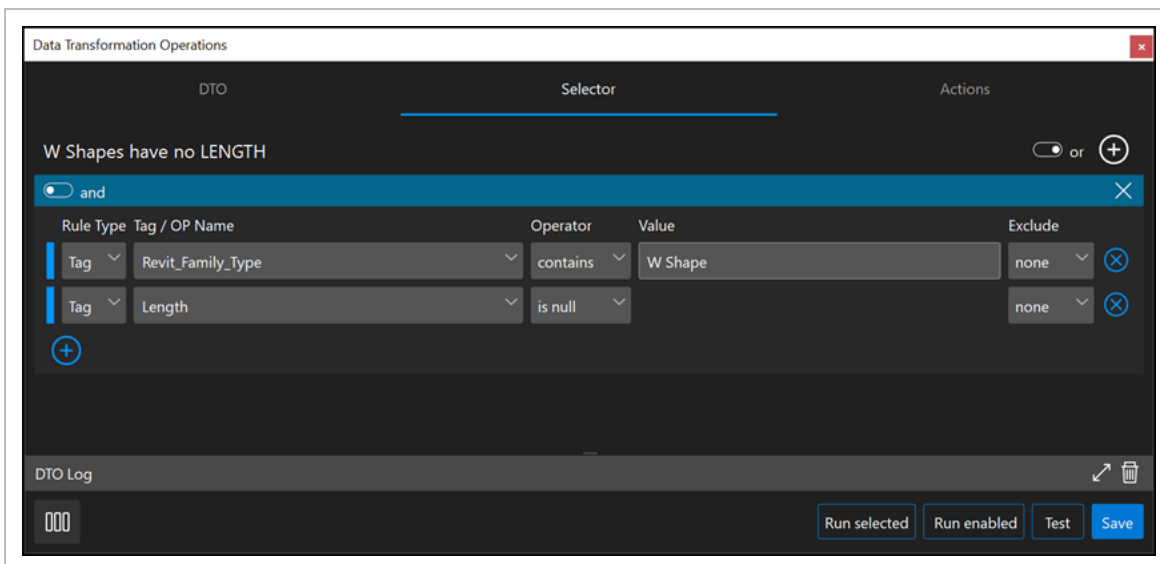 Data Transformation Operations
DTO Selector Actions
W Shapes have no LENGTH or
and
Rule Type Tag / OP Name Operator Value Exclude
Tag Revit_Family_Type contains W Shape none
Tag Length is null none
DTO Log
Run selected Run enabled Test Save